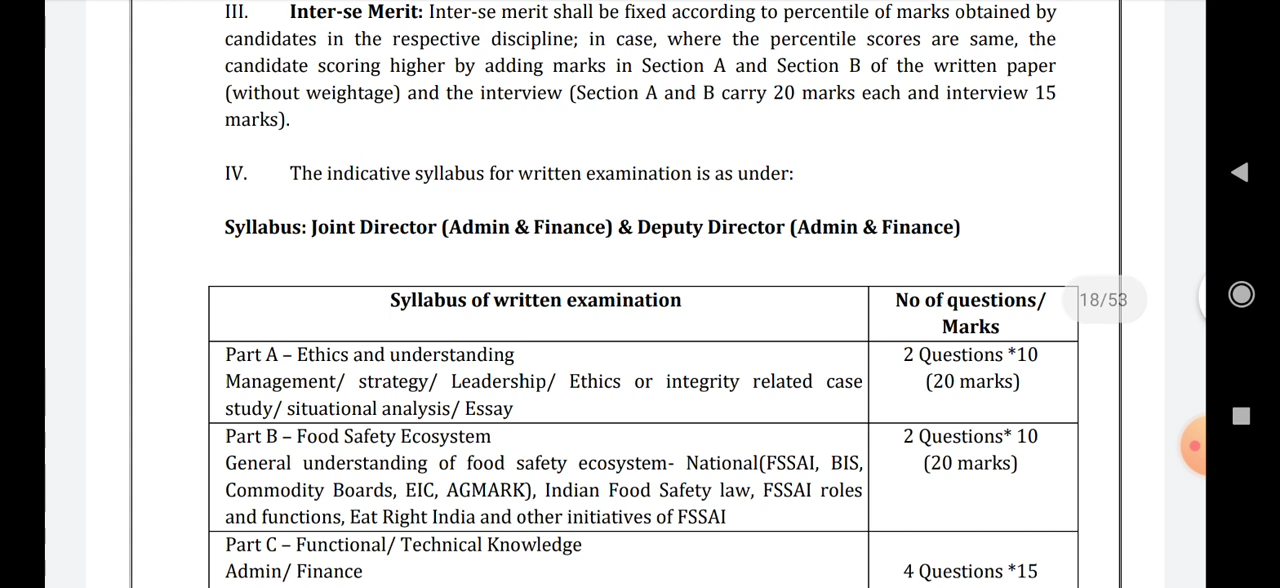 III. Inter-se Merit: Inter-se merit shall be fixed according to percentile of marks obtained by
candidates in the respective discipline; in case, where the percentile scores are same, the
candidate scoring higher by adding marks in Section A and Section B of the written paper
(without weightage) and the interview (Section A and B carry 20 marks each and interview 15
marks).
IV. The indicative syllabus for written examination is as under:
Syllabus: Joint Director (Admin & Finance) & Deputy Director (Admin & Finance)
Syllabus of written examination
No of questions/
Marks
18/53
Part A – Ethics and understanding
Management/ strategy/ Leadership/ Ethics or integrity related case
study/ situational analysis/ Essay
2 Questions *10
(20 marks)
Part B – Food Safety Ecosystem
General understanding of food safety ecosystem- National(FSSAI, BIS,
Commodity Boards, EIC, AGMARK), Indian Food Safety law, FSSAI roles
and functions, Eat Right India and other initiatives of FSSAI
2 Questions* 10
(20 marks)
Part C – Functional/ Technical Knowledge
Admin/ Finance
4 Questions *15